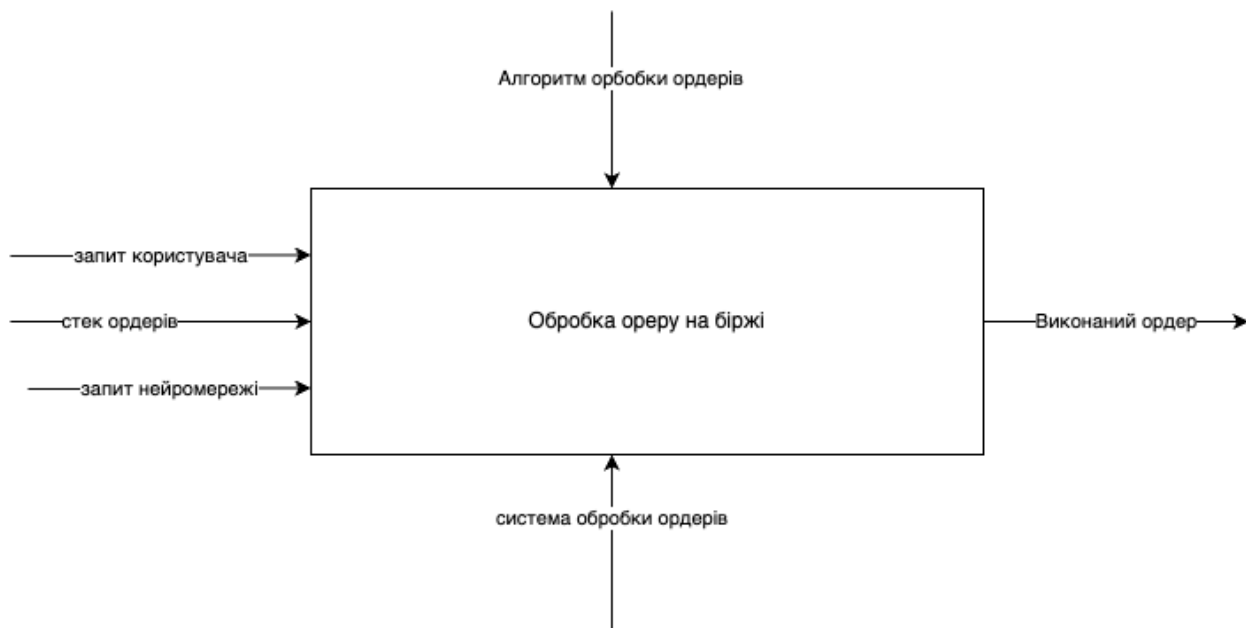 Алгоритм орбобки ордерів
запит користувача
стек ордерів
Обробка ореру на біржі
Виконаний ордер
запит нейромережі
система обробки ордерів